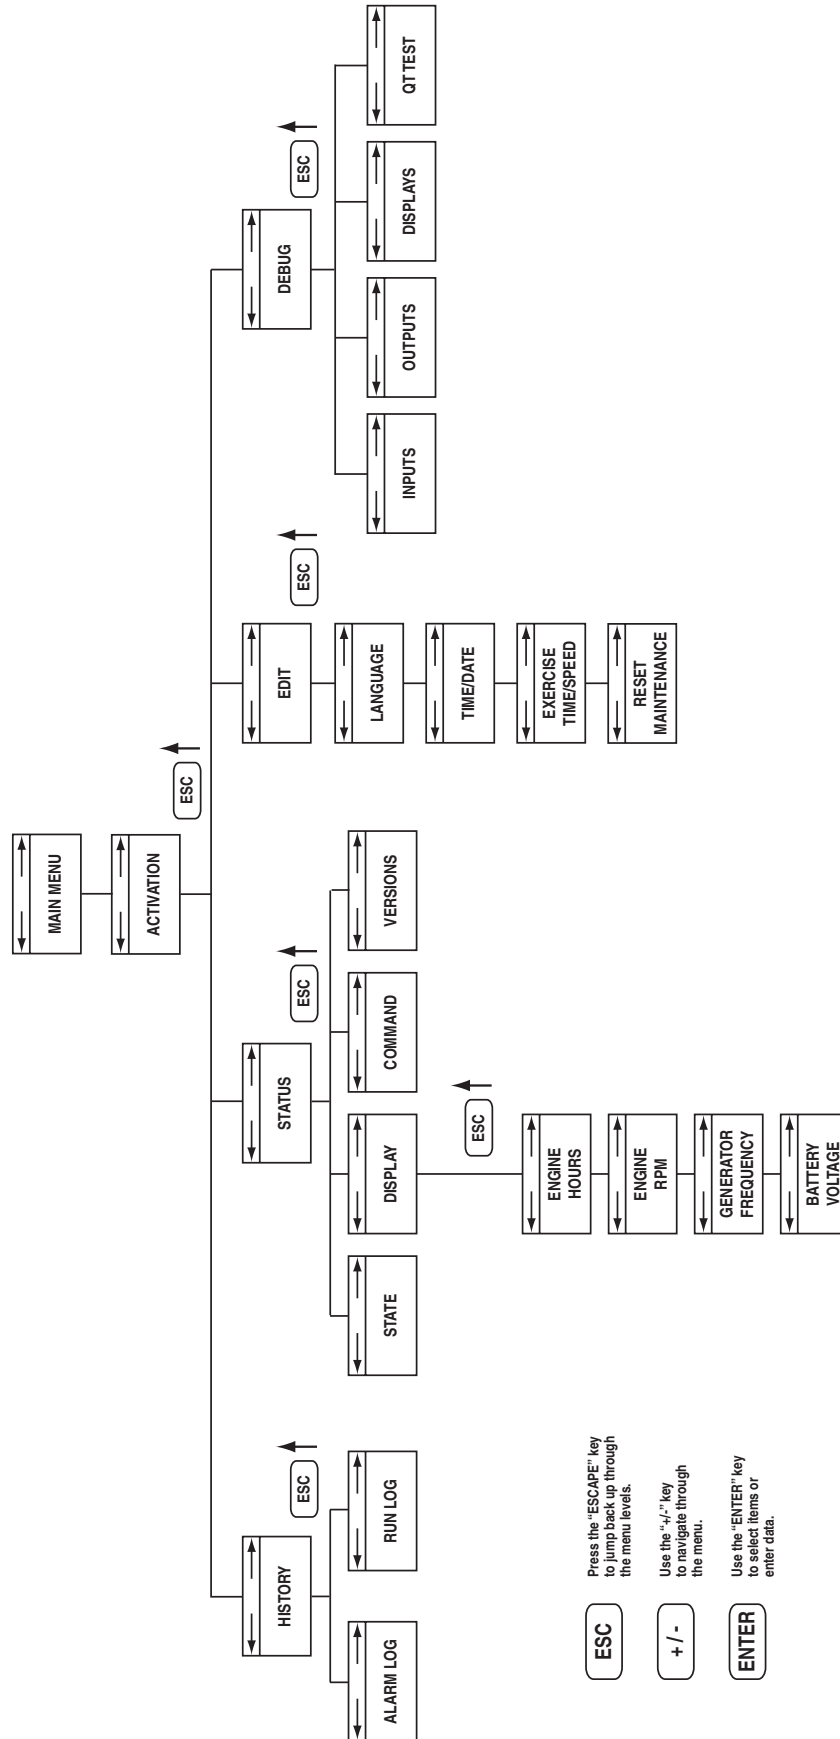 MAIN MENU
ACTIVATION
ESC
HISTORY
STATUS
EDIT
DEBUG
ESC
ESC
ESC
ESC
ALARM LOG
RUN LOG
STATE
DISPLAY
COMMAND
VERSIONS
LANGUAGE
TIME/DATE
EXERCISE
TIME/SPEED
RESET
MAINTENANCE
INPUTS
OUTPUTS
DISPLAYS
QT TEST
ESC
ENGINE
HOURS
ENGINE
RPM
GENERATOR
FREQUENCY
BATTERY
VOLTAGE
ESC
Press the "ESCAPE" key
to jump back up through
the menu levels.
+ / -
Use the "+/-" key
to navigate through
the menu.
ENTER
Use the "ENTER" key
to select items or
enter data.